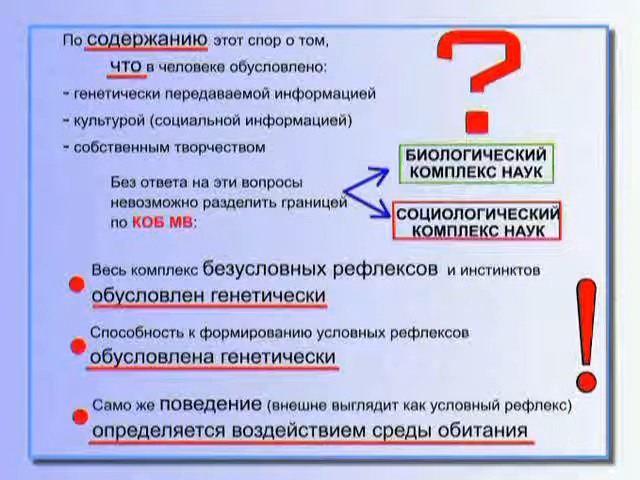 По содержанию этот спор о том,
ЧТО в человеке обусловлено:
- генетически передаваемой информацией
- культурой (социальной информацией)
- собственным творчеством
?
Без ответа на эти вопросы
невозможно разделить границей
по КОБ МВ:
БИОЛОГИЧЕСКИЙ
КОМПЛЕКС НАУК
СОЦИОЛОГИЧЕСКИЙ
КОМПЛЕКС НАУК
Весь комплекс безусловных рефлексов и инстинктов
обусловлен генетически
Способность к формированию условных рефлексов
обусловлена генетически
!
Само же поведение (внешне выглядит как условный рефлекс)
определяется воздействием среды обитания